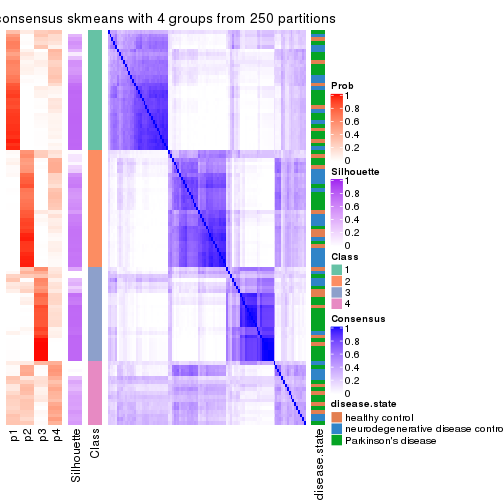 consensus skmeans with 4 groups from 250 partitions
Prob
1
0.8
0.6
0.4
0.2
0
Silhouette
1
0.8
0.6
0.4
0.2
0
Class
1
2
3
4
Consensus
1
0.8
0.6
0.4
0.2
0
disease.state
healthy control
neurodegenerative disease contro
Parkinson's disease
p1
p2
p3
p4
Silhouette
Class
disease.state